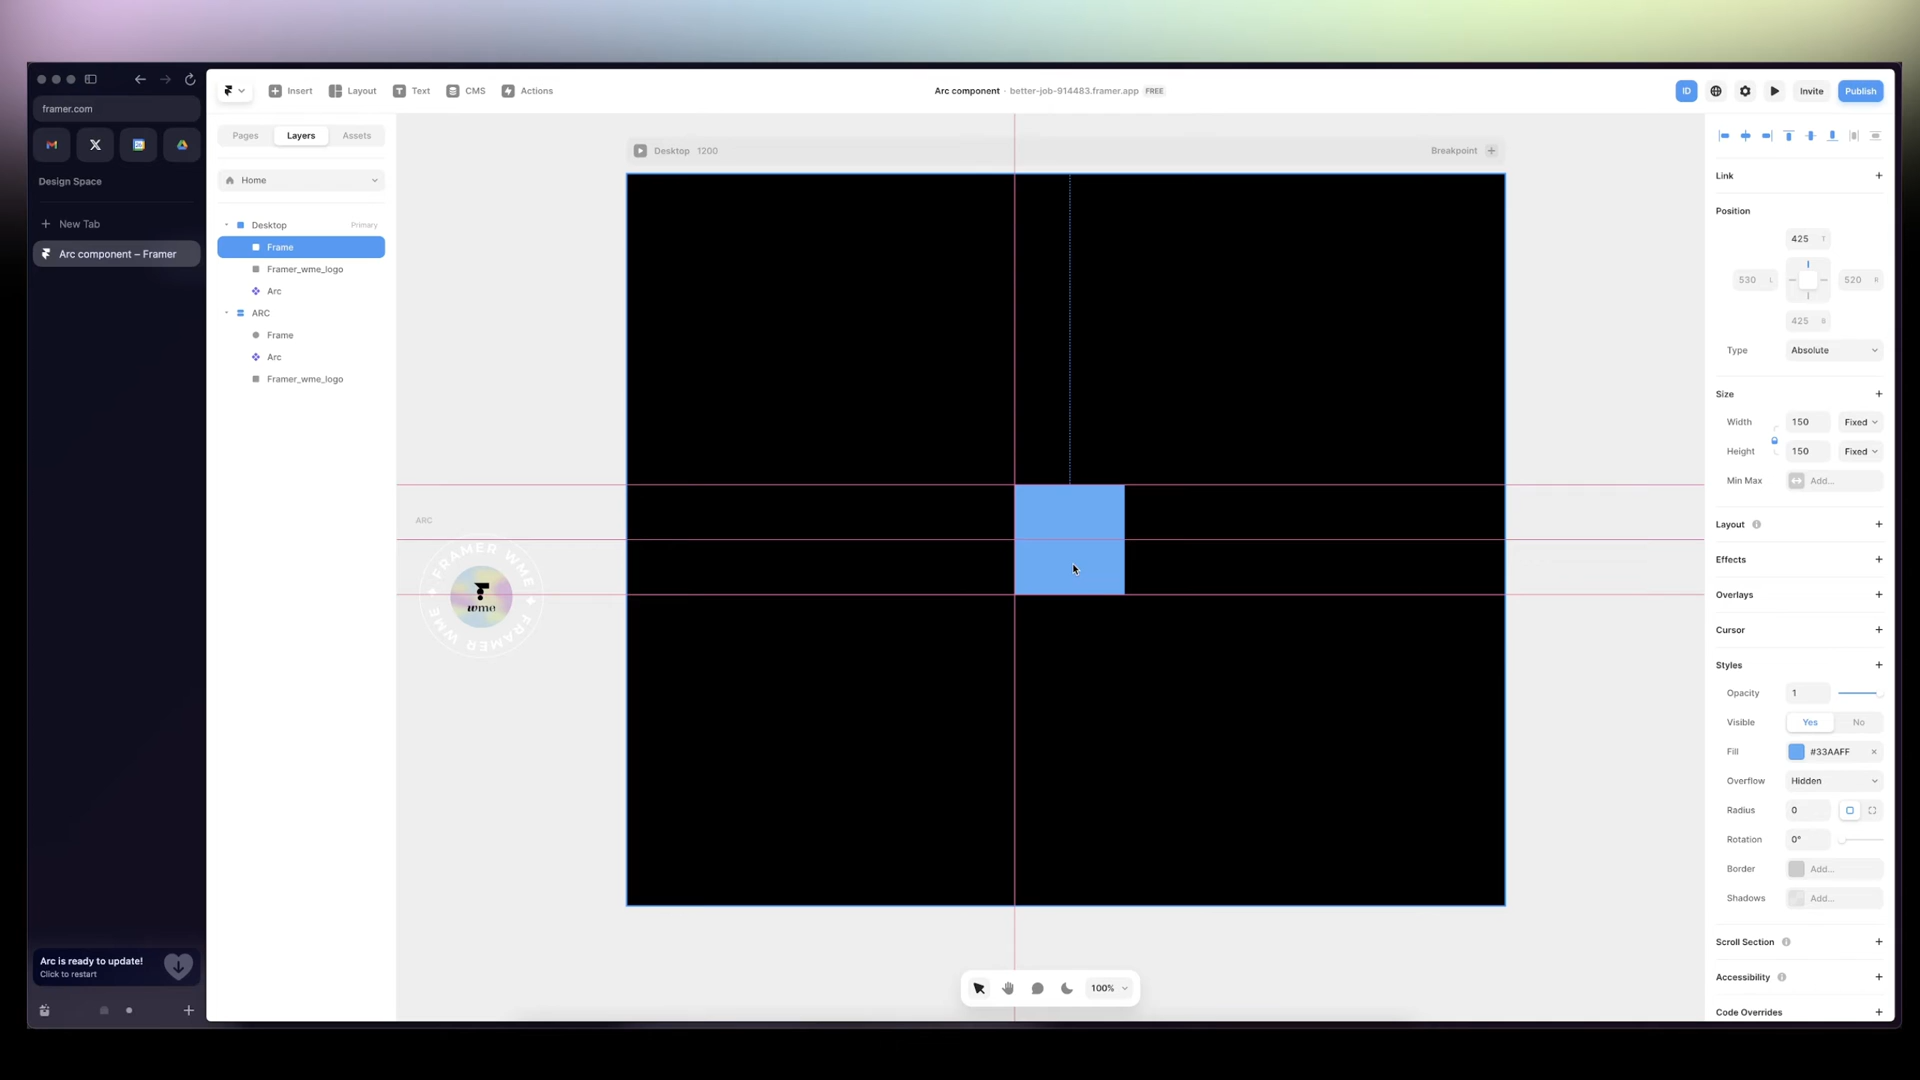 framer.com
Design Space
New Tab
Arc component – Framer
Arc is ready to update!
Click to restart
Insert
Layout
Text
CMS
Actions
Arc component · better-job-914483.framer.app FREE
ID
Invite
Publish
Pages
Layers
Assets
Home
Desktop Primary
Frame
Framer_wme_logo
Arc
ARC
Frame
Arc
Framer_wme_logo
Desktop 1200
Breakpoint
ARC
FRAMER WME
FRAMER WME
wme
100%
Link
Position
425 T
530 L
520 R
425 B
Type Absolute
Size
Width 150 Fixed
Height 150 Fixed
Min Max Add...
Layout
Effects
Overlays
Cursor
Styles
Opacity 1
Visible Yes No
Fill #33AAFF
Overflow Hidden
Radius 0
Rotation 0°
Border Add...
Shadows Add...
Scroll Section
Accessibility
Code Overrides